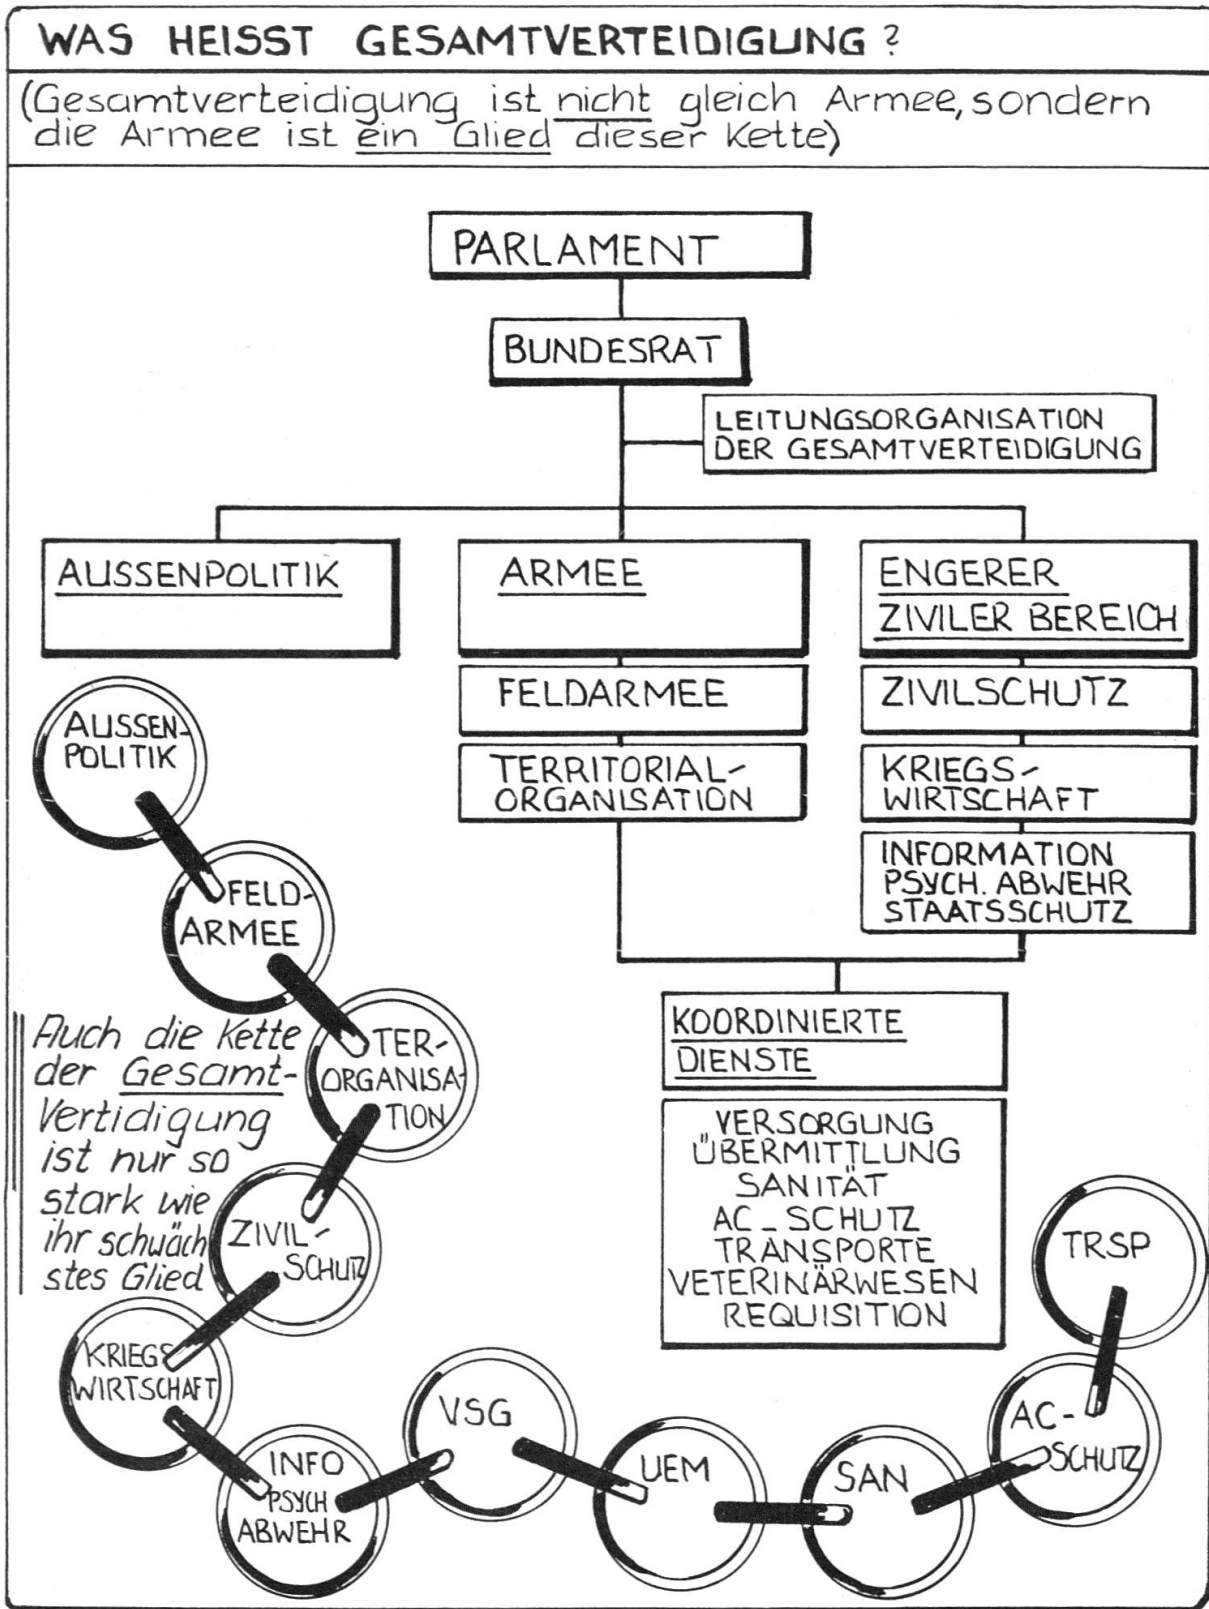 WAS HEISST GESAMTVERTEIDIGUNG?
(Gesamtverteidigung ist nicht gleich Armee, sondern
die Armee ist ein Glied dieser Kette)
PARLAMENT
BUNDESRAT
LEITUNGSORGANISATION
DER GESAMTVERTEIDIGUNG
AUSSENPOLITIK
ARMEE
FELDARMEE
TERRITORIAL-
ORGANISATION
ENGERER
ZIVILER BEREICH
ZIVILSCHUTZ
KRIEGS-
WIRTSCHAFT
INFORMATION
PSYCH. ABWEHR
STAATSSCHUTZ
KOORDINIERTE
DIENSTE
VERSORGUNG
ÜBERMITTLUNG
SANITÄT
AC-SCHUTZ
TRANSPORTE
VETERINÄRWESEN
REQUISITION
Auch die Kette
der Gesamt-
Vertidigung
ist nur so
stark wie
ihr schwäch
stes Glied
AUSSEN-
POLITIK
FELD-
ARMEE
TER-
ORGANISA-
TION
ZIVIL-
SCHUTZ
KRIEGS
WIRTSCHAFT
INFO
PSYCH
ABWEHR
VSG
UEM
SAN
AC-
SCHUTZ
TRSP